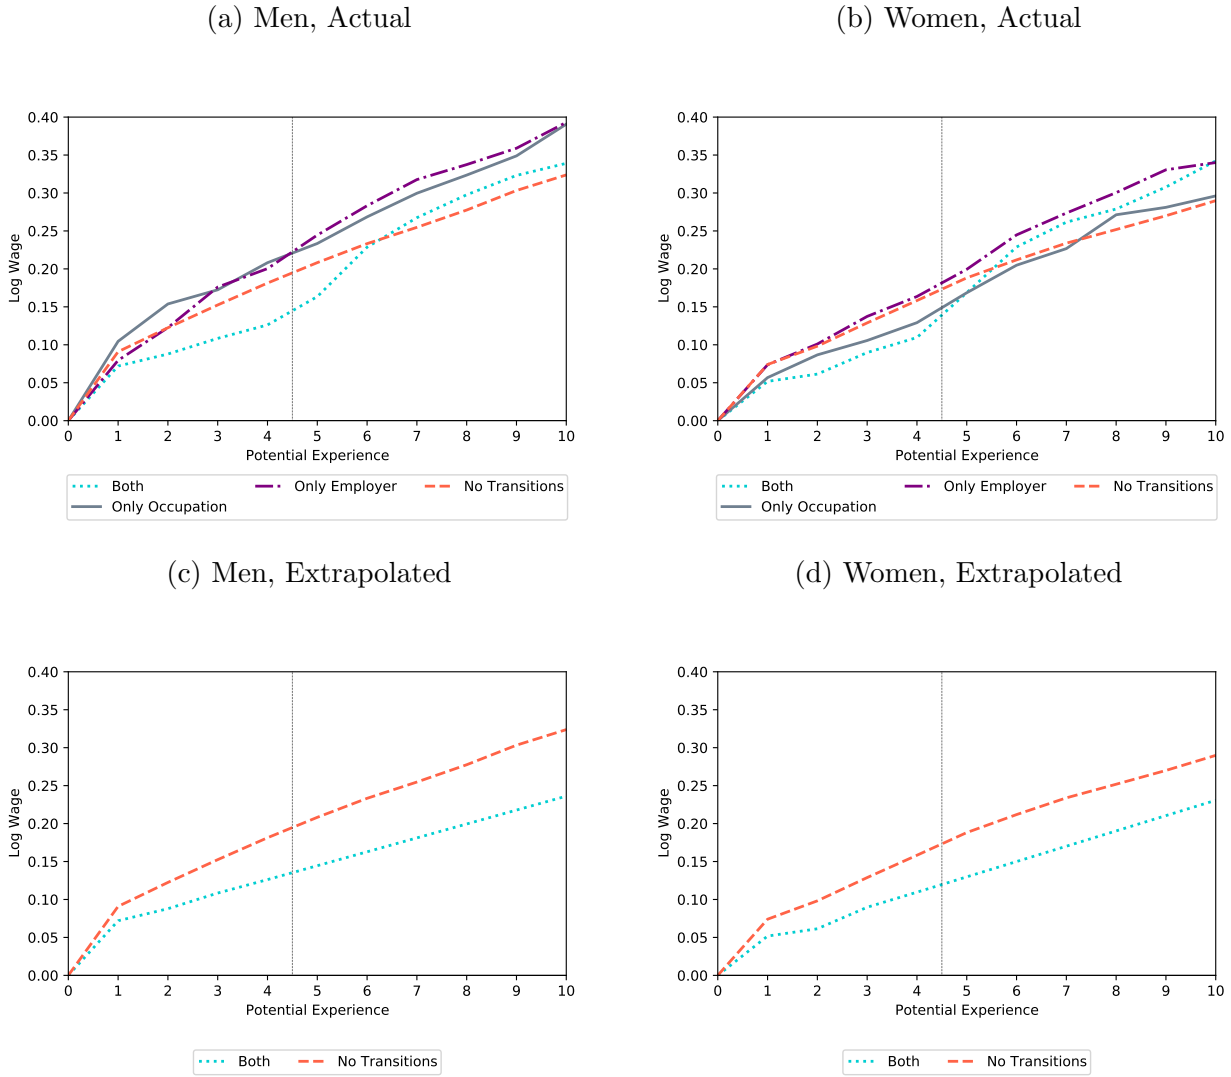 (a) Men, Actual
(b) Women, Actual
0.40
0.35
0.30
0.25
0.20
0.15
0.10
0.05
0.00
Log Wage
0 1 2 3 4 5 6 7 8 9 10
Potential Experience
Both
Only Employer
No Transitions
Only Occupation
0.40
0.35
0.30
0.25
0.20
0.15
0.10
0.05
0.00
Log Wage
0 1 2 3 4 5 6 7 8 9 10
Potential Experience
Both
Only Employer
No Transitions
Only Occupation
(c) Men, Extrapolated
(d) Women, Extrapolated
0.40
0.35
0.30
0.25
0.20
0.15
0.10
0.05
0.00
Log Wage
0 1 2 3 4 5 6 7 8 9 10
Potential Experience
Both
No Transitions
0.40
0.35
0.30
0.25
0.20
0.15
0.10
0.05
0.00
Log Wage
0 1 2 3 4 5 6 7 8 9 10
Potential Experience
Both
No Transitions